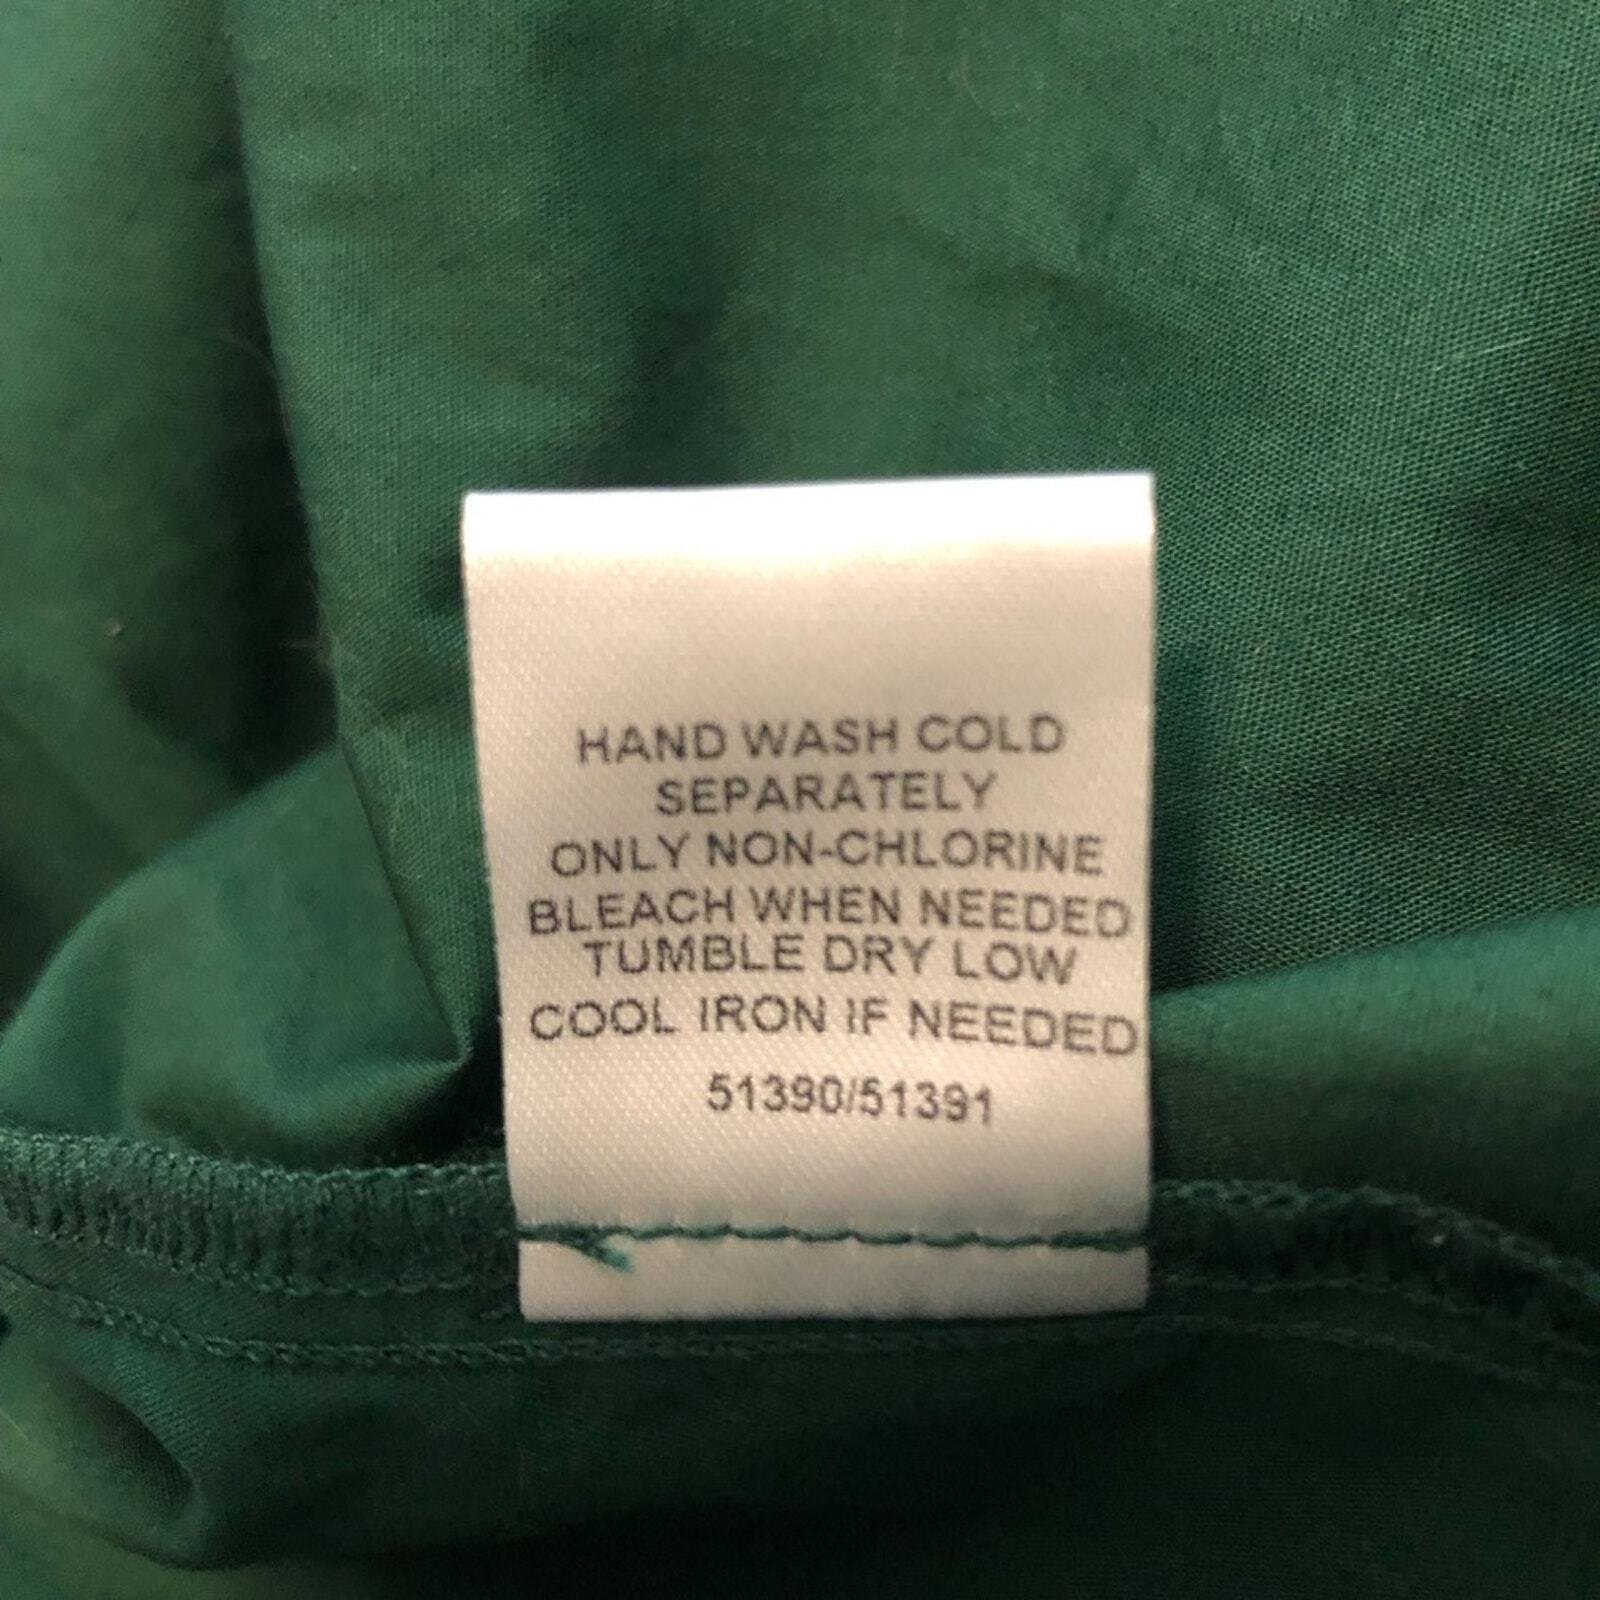 HAND WASH COLD
SEPARATELY
ONLY NON-CHLORINE
BLEACH WHEN NEEDED
TUMBLE DRY LOW
COOL IRON IF NEEDED
51390/51391